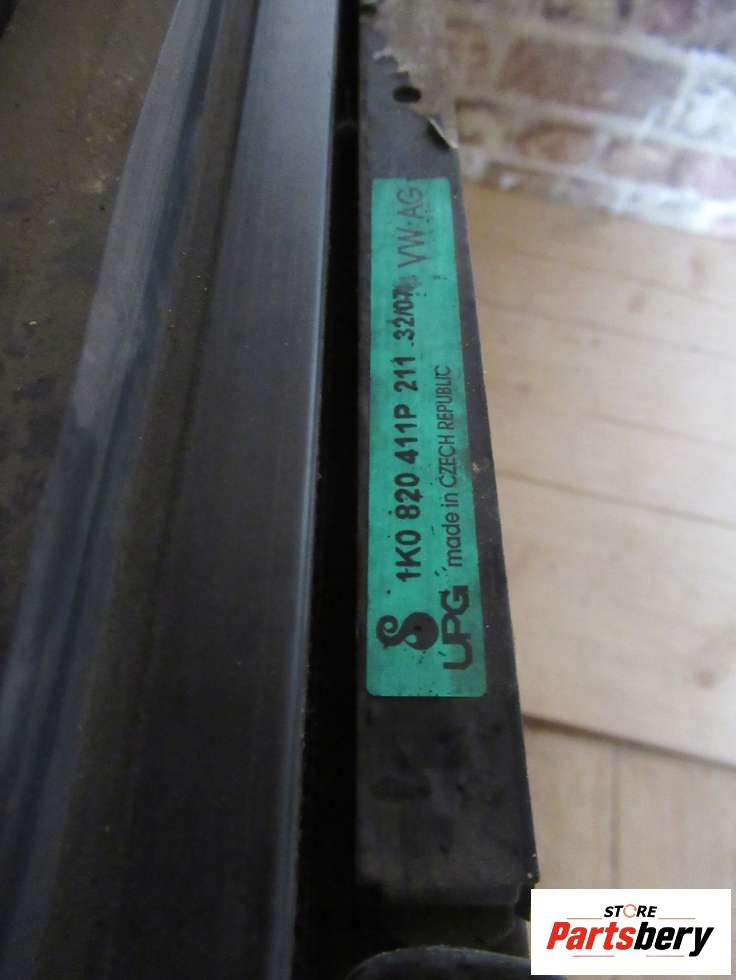 1K0 820 411P 211 32/07 VW AG
UPG made in CZECH REPUBLIC
STORE
Partsbery